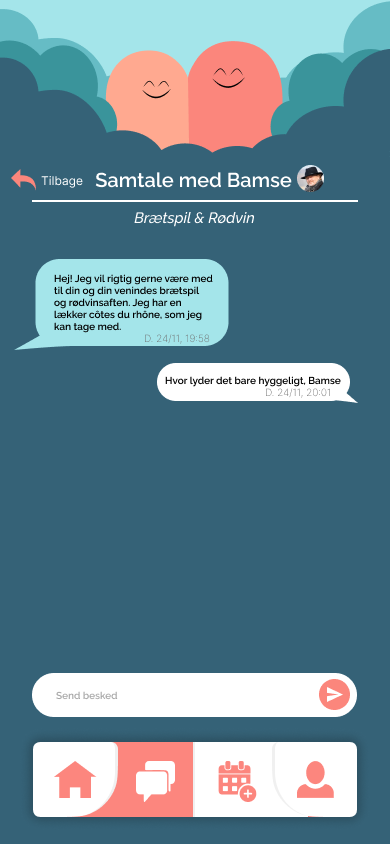 Tilbage
Samtale med Bamse
Brætspil & Rødvin
Hej! Jeg vil rigtig gerne være med
til din og din venindes brætspil
og rødvinsaften. Jeg har en
lækker côtes du rhône, som jeg
kan tage med.
D. 24/11, 19:58
Hvor lyder det bare hyggeligt, Bamse
D. 24/11, 20:01
Send besked